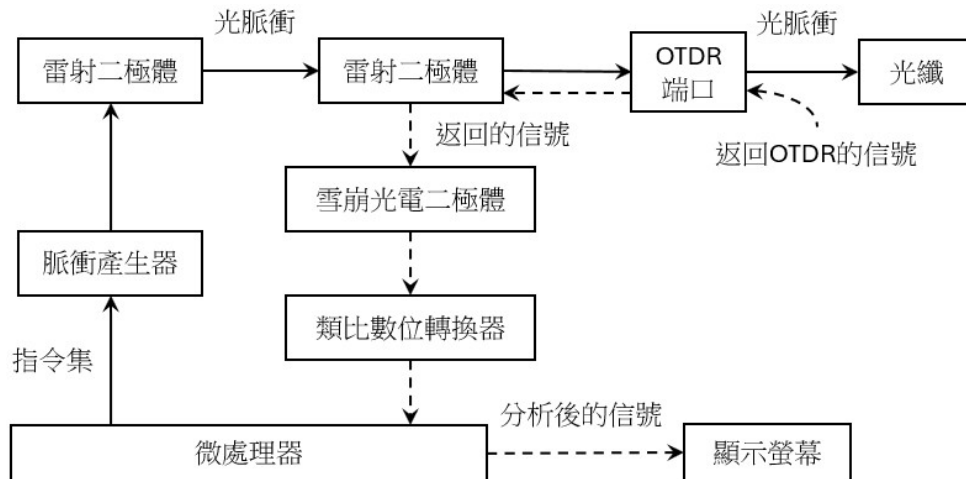 光脈衝
光脈衝
雷射二極體
雷射二極體
OTDR
端口
光纖
返回的信號
返回OTDR的信號
雪崩光電二極體
脈衝產生器
類比數位轉換器
指令集
分析後的信號
微處理器
顯示螢幕